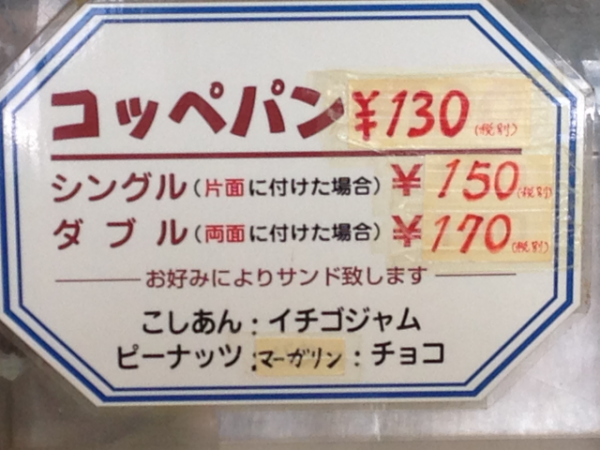 コッペパン¥130(税別)
シングル(片面に付けた場合)¥150(税別)
ダブル(両面に付けた場合)¥170(税別)
お好みによりサンド致します
こしあん:イチゴジャム
ピーナッツ:マーガリン:チョコ